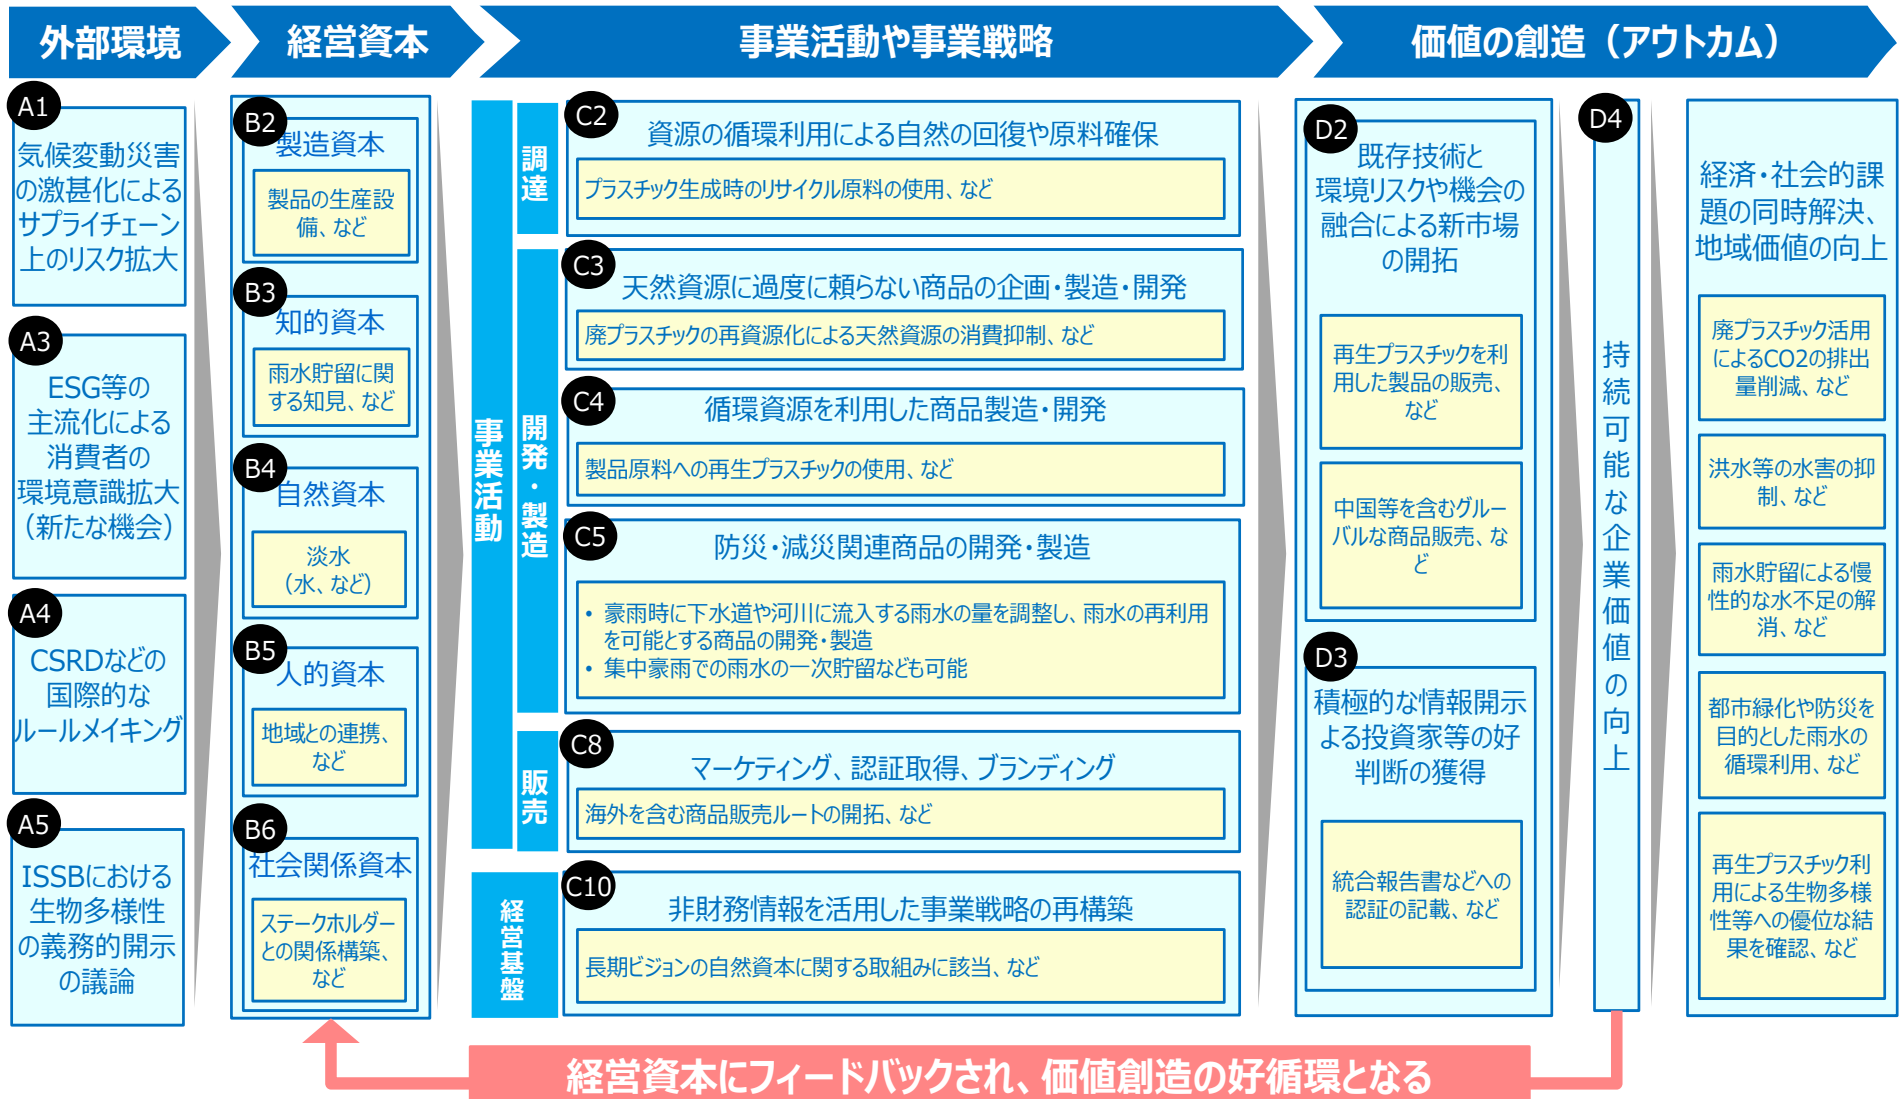 外部環境
経営資本
事業活動や事業戦略
価値の創造（アウトカム）
A1
気候変動災害
の激甚化による
サプライチェーン
上のリスク拡大
A3
ESG等の
主流化による
消費者の
環境意識拡大
（新たな機会）
A4
CSRDなどの
国際的な
ルールメイキング
A5
ISSBにおける
生物多様性
の義務的開示
の議論
B2
製造資本
製品の生産設
備、など
B3
知的資本
雨水貯留に関
する知見、など
B4
自然資本
淡水
（水、など）
B5
人的資本
地域との連携、
など
B6
社会関係資本
ステークホルダー
との関係構築、
など
事業活動
調達
C2
資源の循環利用による自然の回復や原料確保
プラスチック生成時のリサイクル原料の使用、など
開発・製造
C3
天然資源に過度に頼らない商品の企画・製造・開発
廃プラスチックの再資源化による天然資源の消費抑制、など
C4
循環資源を利用した商品製造・開発
製品原料への再生プラスチックの使用、など
C5
防災・減災関連商品の開発・製造
• 豪雨時に下水道や河川に流入する雨水の量を調整し、雨水の再利用
を可能とする商品の開発・製造
• 集中豪雨での雨水の一次貯留なども可能
販売
C8
マーケティング、認証取得、ブランディング
海外を含む商品販売ルートの開拓、など
経営基盤
C10
非財務情報を活用した事業戦略の再構築
長期ビジョンの自然資本に関する取組みに該当、など
D2
既存技術と
環境リスクや機会の
融合による新市場
の開拓
再生プラスチックを利
用した製品の販売、
など
中国等を含むグルー
バルな商品販売、な
ど
D3
積極的な情報開示
よる投資家等の好
判断の獲得
統合報告書などへの
認証の記載、など
D4
持続可能な企業価値の向上
経済・社会的課
題の同時解決、
地域価値の向上
廃プラスチック活用
によるCO2の排出
量削減、など
洪水等の水害の抑
制、など
雨水貯留による慢
性的な水不足の解
消、など
都市緑化や防災を
目的とした雨水の
循環利用、など
再生プラスチック利
用による生物多様
性等への優位な結
果を確認、など
経営資本にフィードバックされ、価値創造の好循環となる